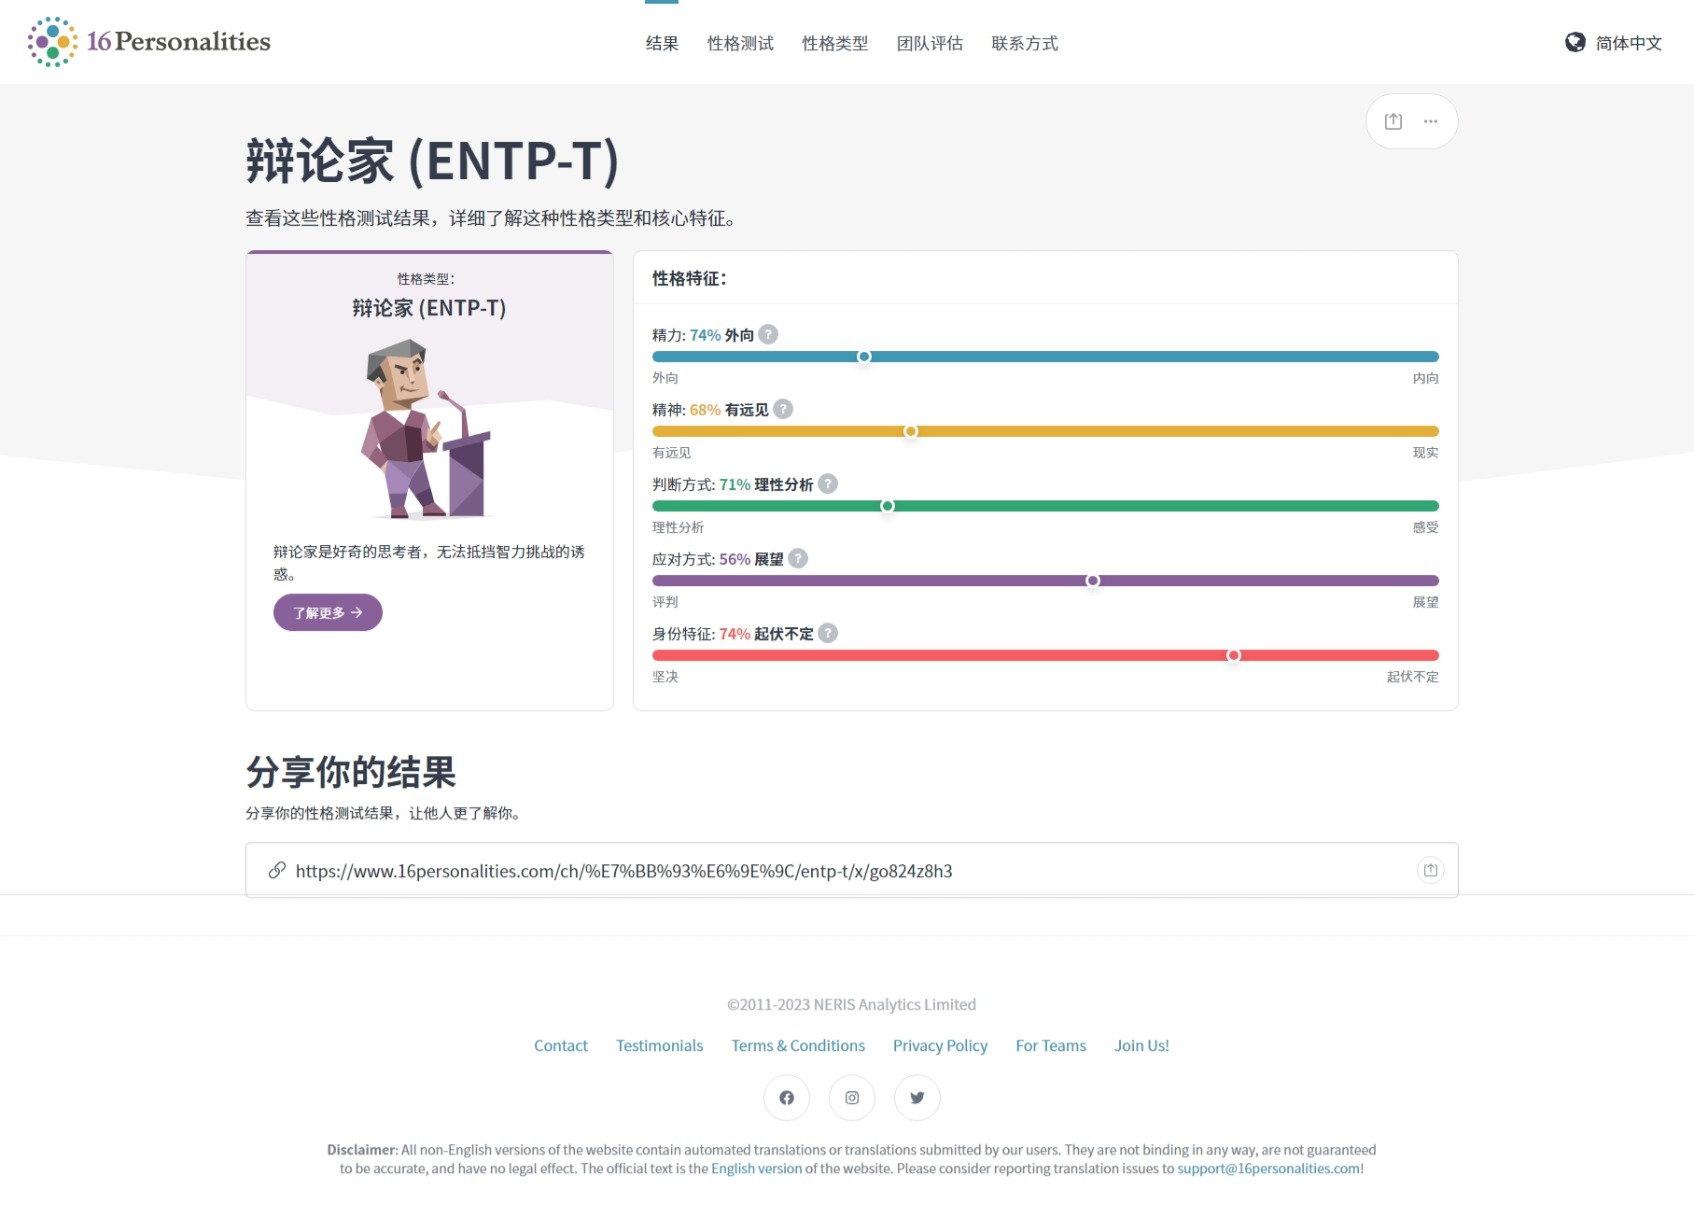 16Personalities
结果
性格测试
性格类型
团队评估
联系方式
简体中文
辩论家 (ENTP-T)
查看这些性格测试结果，详细了解这种性格类型和核心特征。
性格类型：
辩论家 (ENTP-T)
辩论家是好奇的思考者，无法抵挡智力挑战的诱
惑。
了解更多 →
性格特征：
精力: 74% 外向 ?
外向 内向
精神: 68% 有远见 ?
有远见 现实
判断方式: 71% 理性分析 ?
理性分析 感受
应对方式: 56% 展望 ?
评判 展望
身份特征: 74% 起伏不定 ?
坚决 起伏不定
分享你的结果
分享你的性格测试结果，让他人更了解你。
https://www.16personalities.com/ch/%E7%BB%93%E6%9E%9C/entp-t/x/go824z8h3
©2011-2023 NERIS Analytics Limited
Contact Testimonials Terms & Conditions Privacy Policy For Teams Join Us!
Disclaimer: All non-English versions of the website contain automated translations or translations submitted by our users. They are not binding in any way, are not guaranteed
to be accurate, and have no legal effect. The official text is the English version of the website. Please consider reporting translation issues to support@16personalities.com!